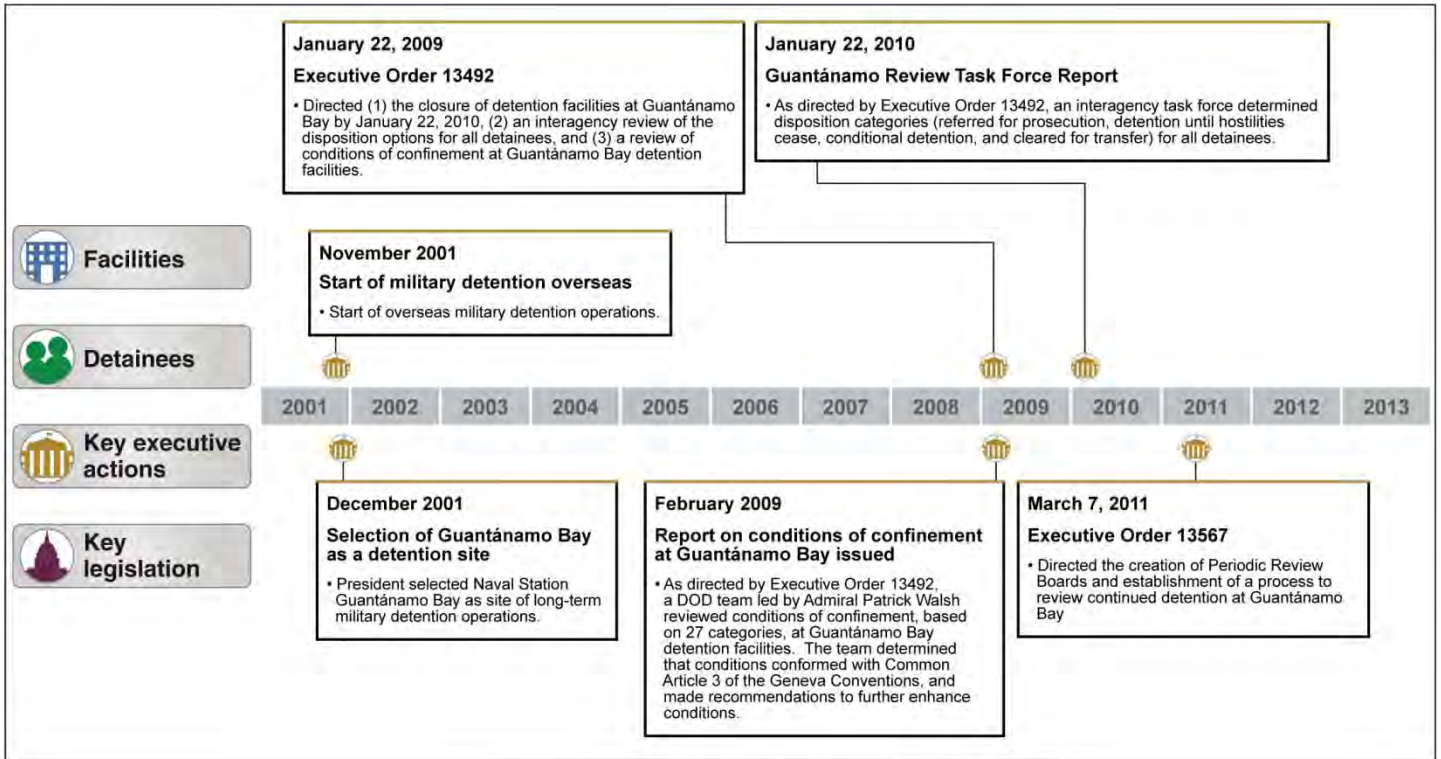 January 22, 2009
Executive Order 13492
• Directed (1) the closure of detention facilities at Guantánamo
Bay by January 22, 2010, (2) an interagency review of the
disposition options for all detainees, and (3) a review of
conditions of confinement at Guantánamo Bay detention
facilities.
January 22, 2010
Guantánamo Review Task Force Report
• As directed by Executive Order 13492, an interagency task force determined
disposition categories (referred for prosecution, detention until hostilities
cease, conditional detention, and cleared for transfer) for all detainees.
Facilities
Detainees
Key executive
actions
Key
legislation
November 2001
Start of military detention overseas
• Start of overseas military detention operations.
2001 2002 2003 2004 2005 2006 2007 2008 2009 2010 2011 2012 2013
December 2001
Selection of Guantánamo Bay
as a detention site
• President selected Naval Station
Guantánamo Bay as site of long-term
military detention operations.
February 2009
Report on conditions of confinement
at Guantánamo Bay issued
• As directed by Executive Order 13492,
a DOD team led by Admiral Patrick Walsh
reviewed conditions of confinement, based
on 27 categories, at Guantánamo Bay
detention facilities. The team determined
that conditions conformed with Common
Article 3 of the Geneva Conventions, and
made recommendations to further enhance
conditions.
March 7, 2011
Executive Order 13567
• Directed the creation of Periodic Review
Boards and establishment of a process to
review continued detention at Guantánamo
Bay